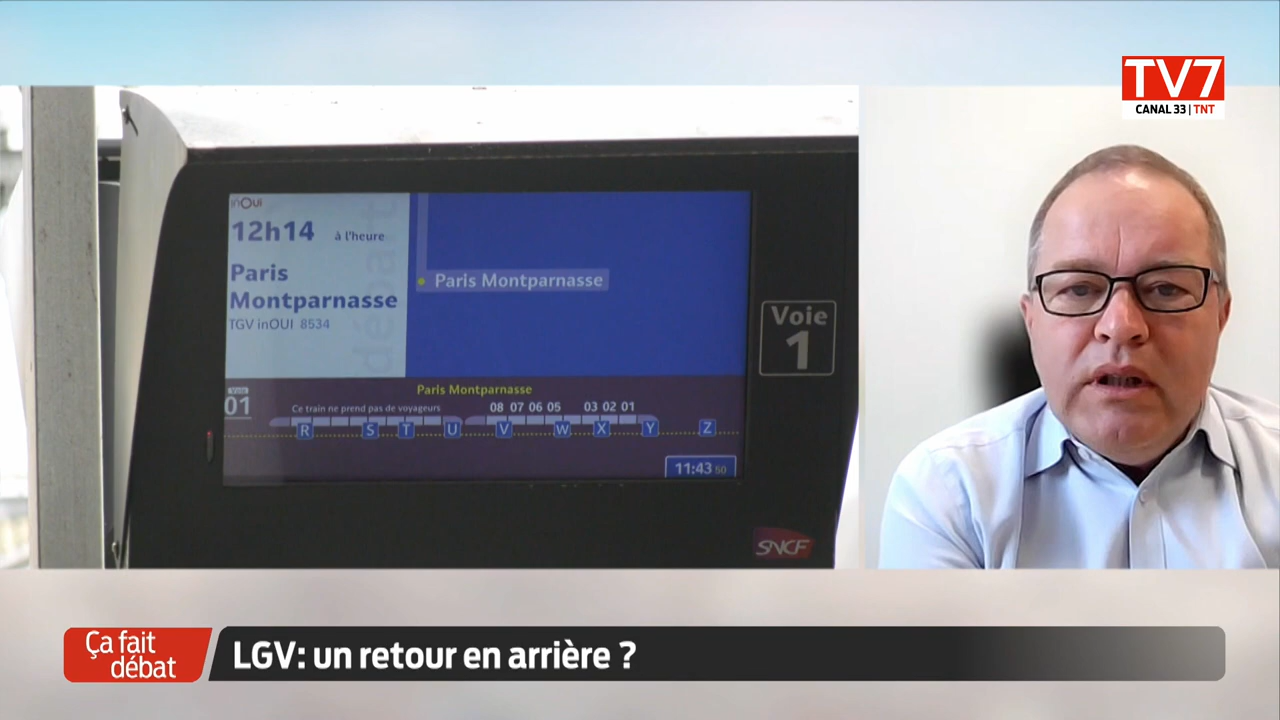 TV7
CANAL 33 | TNT
inOui
12h14 à l'heure
Paris
Montparnasse
TGV inOUI 8534
départ
Paris Montparnasse
Voie
1
Paris Montparnasse
Voie
01
Ce train ne prend pas de voyageurs
08 07 06 05 03 02 01
R S T U V W X Y Z
11:43 50
SNCF
Ça fait
débat
LGV: un retour en arrière ?